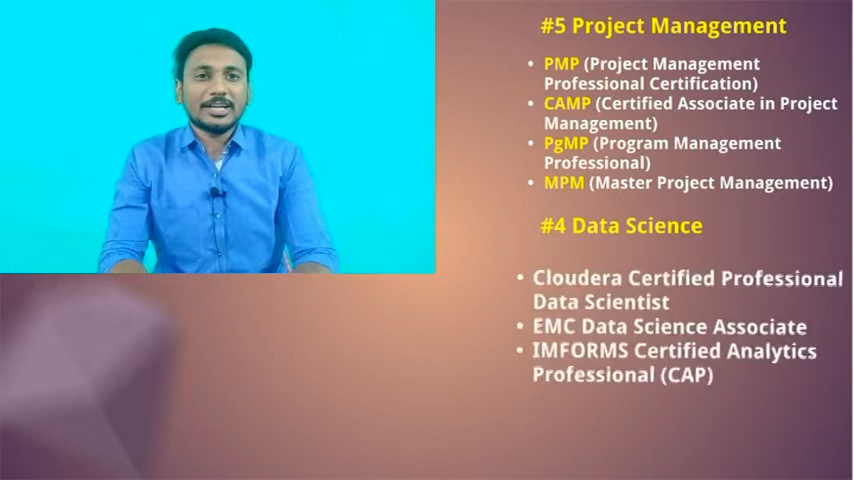 #5 Project Management
• PMP (Project Management
Professional Certification)
• CAMP (Certified Associate in Project
Management)
• PgMP (Program Management
Professional)
• MPM (Master Project Management)
#4 Data Science
• Cloudera Certified Professional
Data Scientist
• EMC Data Science Associate
• IMFORMS Certified Analytics
Professional (CAP)